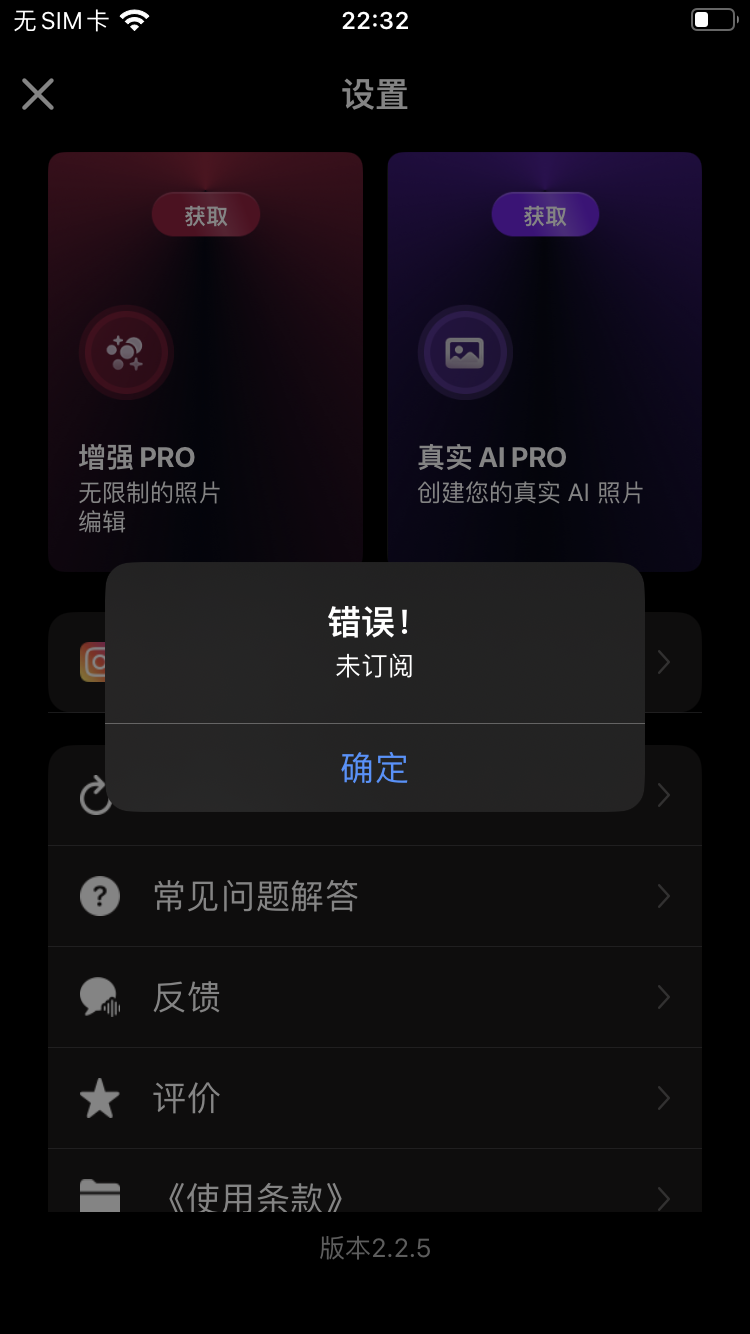 无SIM卡
22:32
设置
获取
获取
增强 PRO
无限制的照片
编辑
真实 AI PRO
创建您的真实 AI 照片
错误！
未订阅
确定
常见问题解答
反馈
评价
《使用条款》
版本2.2.5